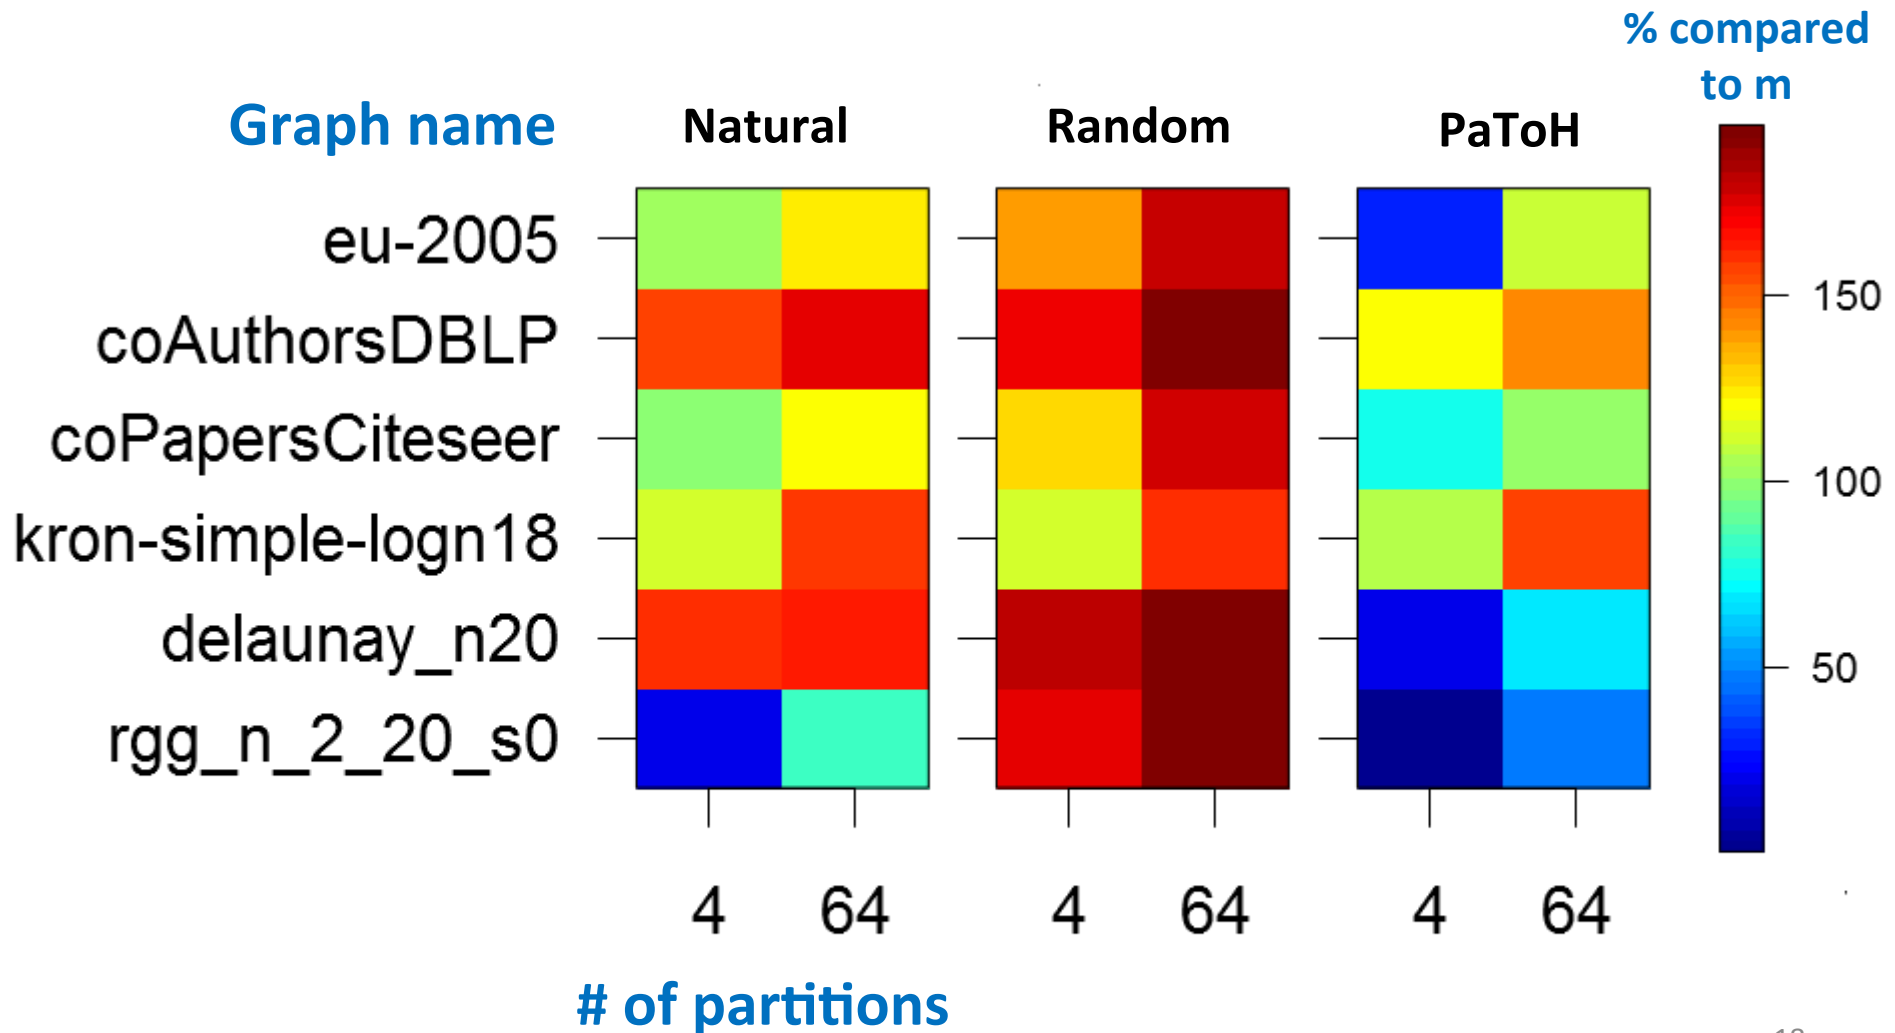 % compared
to m
Graph name
Natural
Random
PaToH
eu-2005
coAuthorsDBLP
coPapersCiteseer
kron-simple-logn18
delaunay_n20
rgg_n_2_20_s0
150
100
50
4 64 4 64 4 64
# of partitions